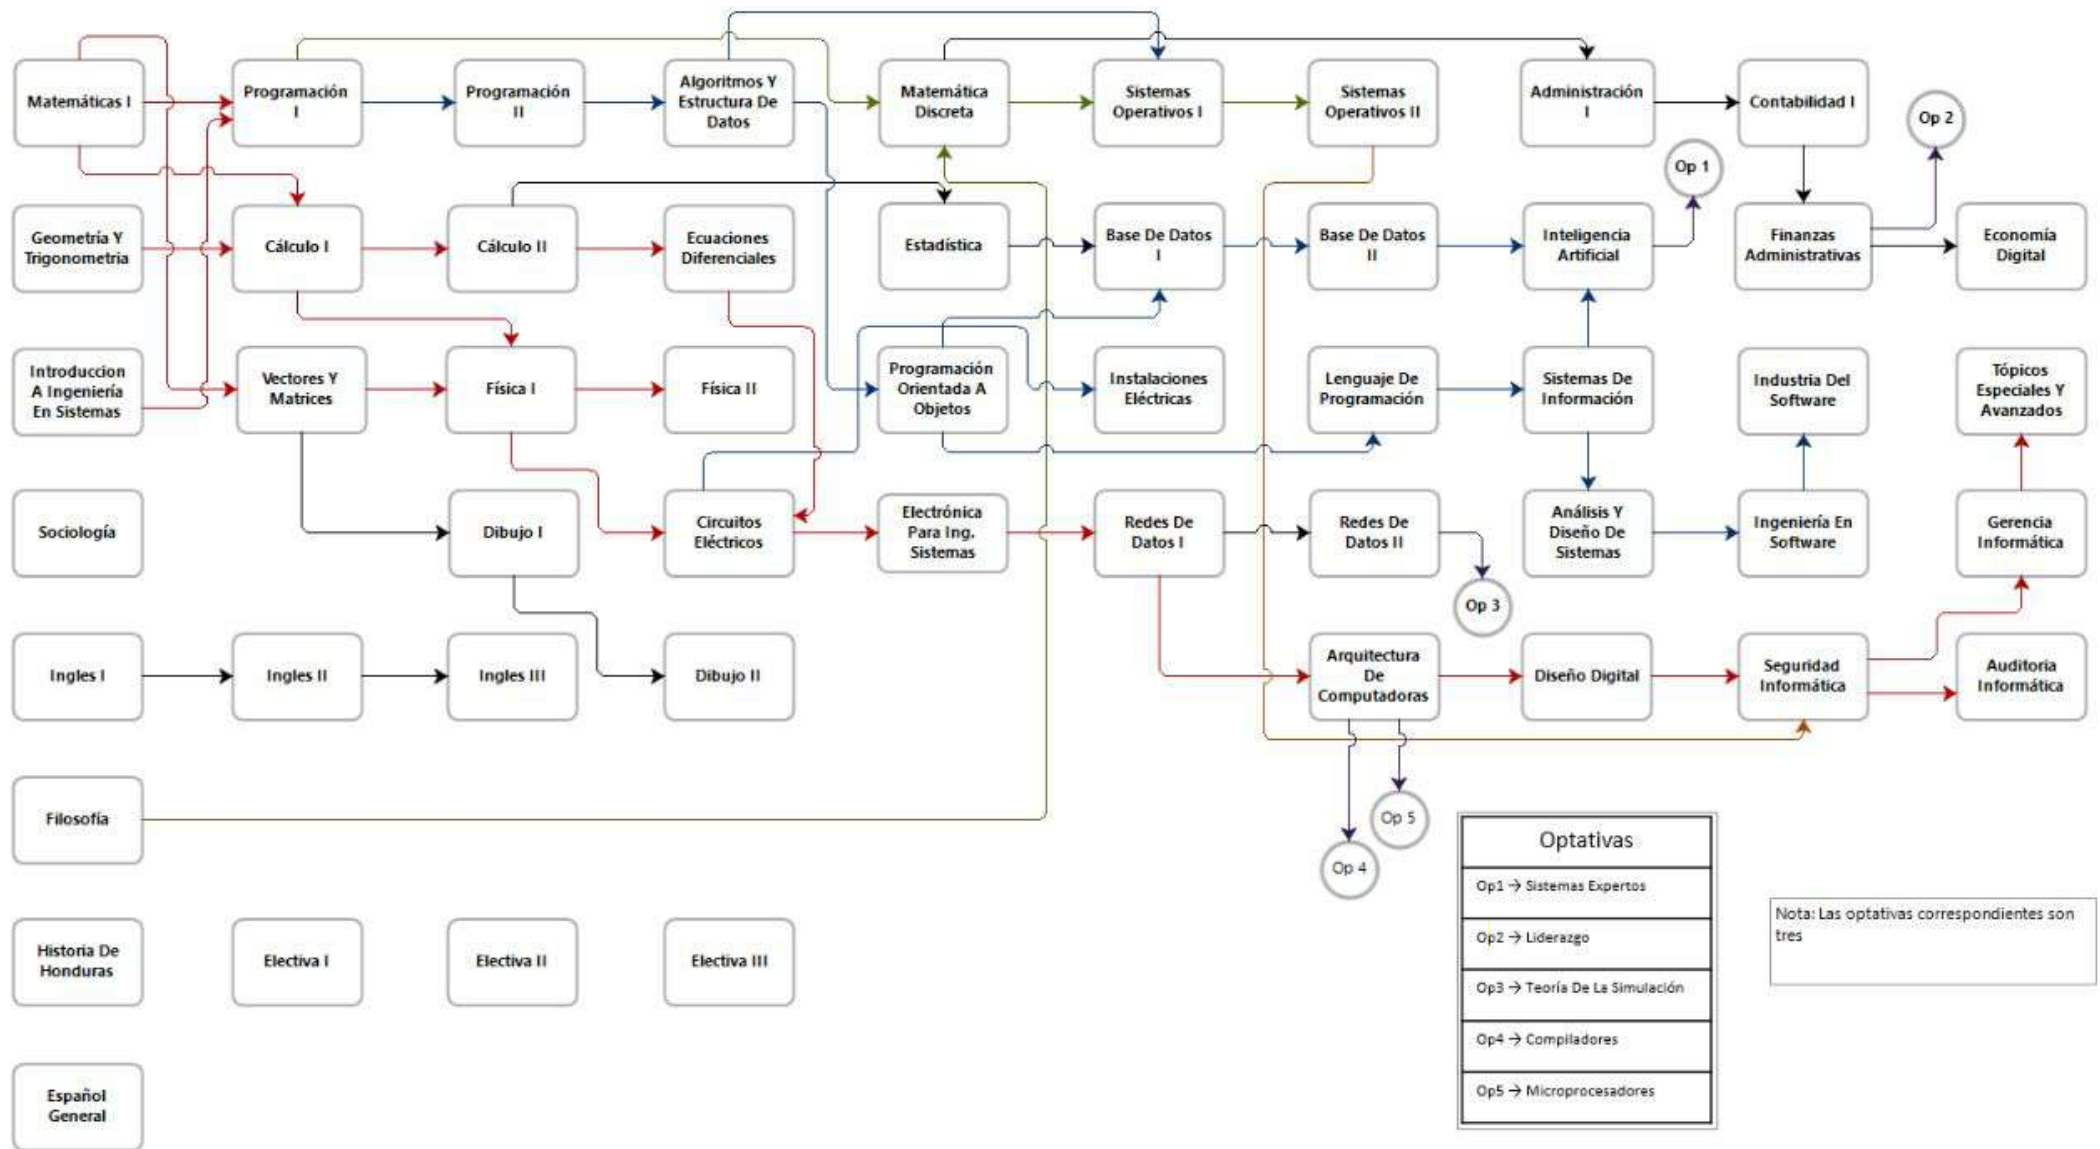 Matemáticas I
Programación
I
Programación
II
Algoritmos Y
Estructura De
Datos
Matemática
Discreta
Sistemas
Operativos I
Sistemas
Operativos II
Administración
I
Contabilidad I
Op 2
Op 1
Geometría Y
Trigonometria
Cálculo I
Cálculo II
Ecuaciones
Diferenciales
Estadística
Base De Datos
I
Base De Datos
II
Inteligencia
Artificial
Finanzas
Administrativas
Economía
Digital
Introduccion
A Ingeniería
En Sistemas
Vectores Y
Matrices
Física I
Física II
Programación
Orientada A
Objetos
Instalaciones
Eléctricas
Lenguaje De
Programación
Sistemas De
Información
Industria Del
Software
Tópicos
Especiales Y
Avanzados
Sociología
Dibujo I
Circuitos
Eléctricos
Electrónica
Para Ing.
Sistemas
Redes De
Datos I
Redes De
Datos II
Op 3
Análisis Y
Diseño De
Sistemas
Ingeniería En
Software
Gerencia
Informática
Ingles I
Ingles II
Ingles III
Dibujo II
Arquitectura
De
Computadoras
Diseño Digital
Seguridad
Informática
Auditoria
Informática
Filosofía
Op 5
Op 4
Historia De
Honduras
Electiva I
Electiva II
Electiva III
Español
General
Optativas
Op1 → Sistemas Expertos
Op2 → Liderazgo
Op3 → Teoría De La Simulación
Op4 → Compiladores
Op5 → Microprocesadores
Nota: Las optativas correspondientes son
tres